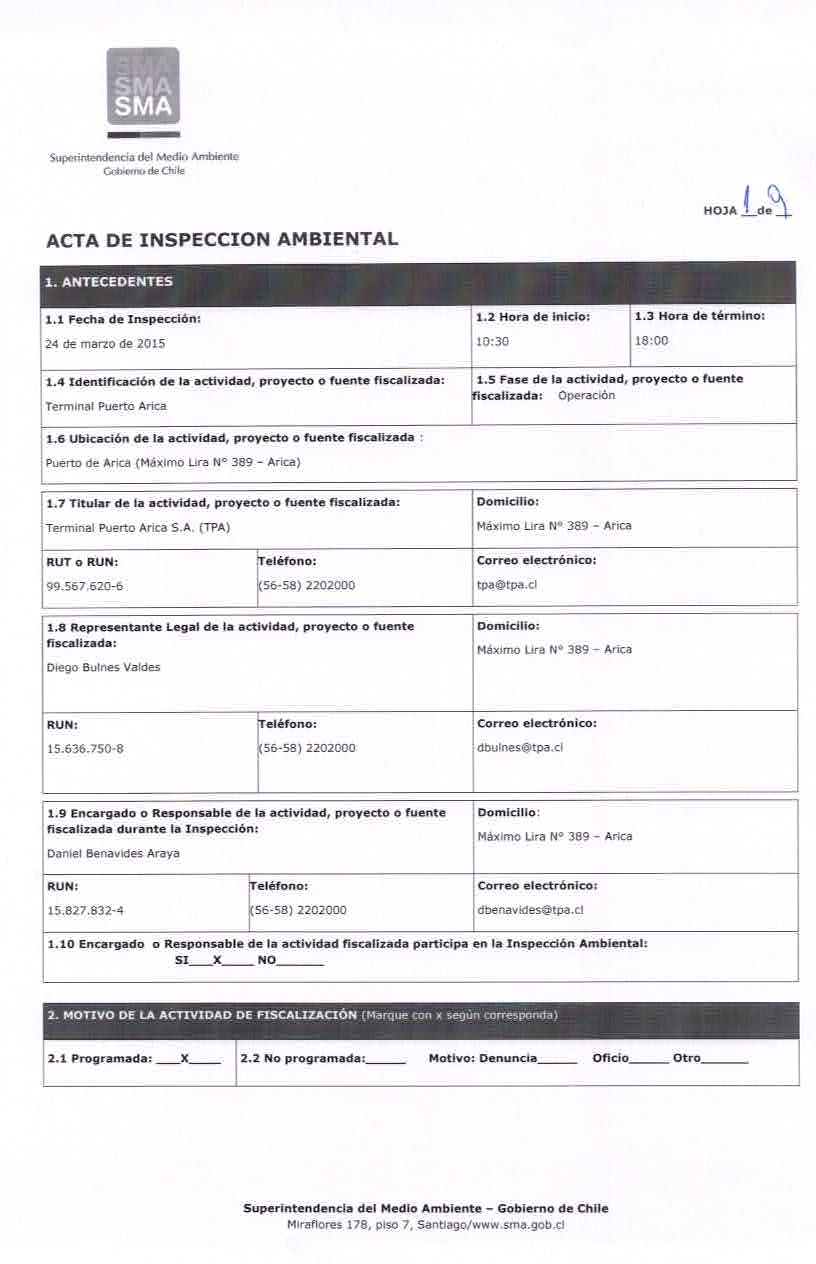 SMA
SMA
SMA
Superintendencia del Medio Ambiente
Gobierno de Chile
HOJA 1 de 9
ACTA DE INSPECCION AMBIENTAL
1. ANTECEDENTES
1.1 Fecha de Inspección:
24 de marzo de 2015
1.2 Hora de inicio:
10:30
1.3 Hora de término:
18:00
1.4 Identificación de la actividad, proyecto o fuente fiscalizada:
Terminal Puerto Arica
1.5 Fase de la actividad, proyecto o fuente
fiscalizada: Operación
1.6 Ubicación de la actividad, proyecto o fuente fiscalizada :
Puerto de Arica (Máximo Lira Nº 389 – Arica)
1.7 Titular de la actividad, proyecto o fuente fiscalizada:
Terminal Puerto Arica S.A. (TPA)
Domicilio:
Máximo Lira Nº 389 – Arica
RUT o RUN:
99.567.620-6
Teléfono:
(56-58) 2202000
Correo electrónico:
tpa@tpa.cl
1.8 Representante Legal de la actividad, proyecto o fuente
fiscalizada:
Diego Bulnes Valdes
Domicilio:
Máximo Lira Nº 389 – Arica
RUN:
15.636.750-8
Teléfono:
(56-58) 2202000
Correo electrónico:
dbulnes@tpa.cl
1.9 Encargado o Responsable de la actividad, proyecto o fuente
fiscalizada durante la Inspección:
Daniel Benavides Araya
Domicilio:
Máximo Lira Nº 389 – Arica
RUN:
15.827.832-4
Teléfono:
(56-58) 2202000
Correo electrónico:
dbenavides@tpa.cl
1.10 Encargado o Responsable de la actividad fiscalizada participa en la Inspección Ambiental:
SI___X____ NO_______
2. MOTIVO DE LA ACTIVIDAD DE FISCALIZACIÓN (Marque con x según corresponda)
2.1 Programada: ___X____
2.2 No programada:______ Motivo: Denuncia______ Oficio______ Otro_______
Superintendencia del Medio Ambiente – Gobierno de Chile
Miraflores 178, piso 7, Santiago/www.sma.gob.cl